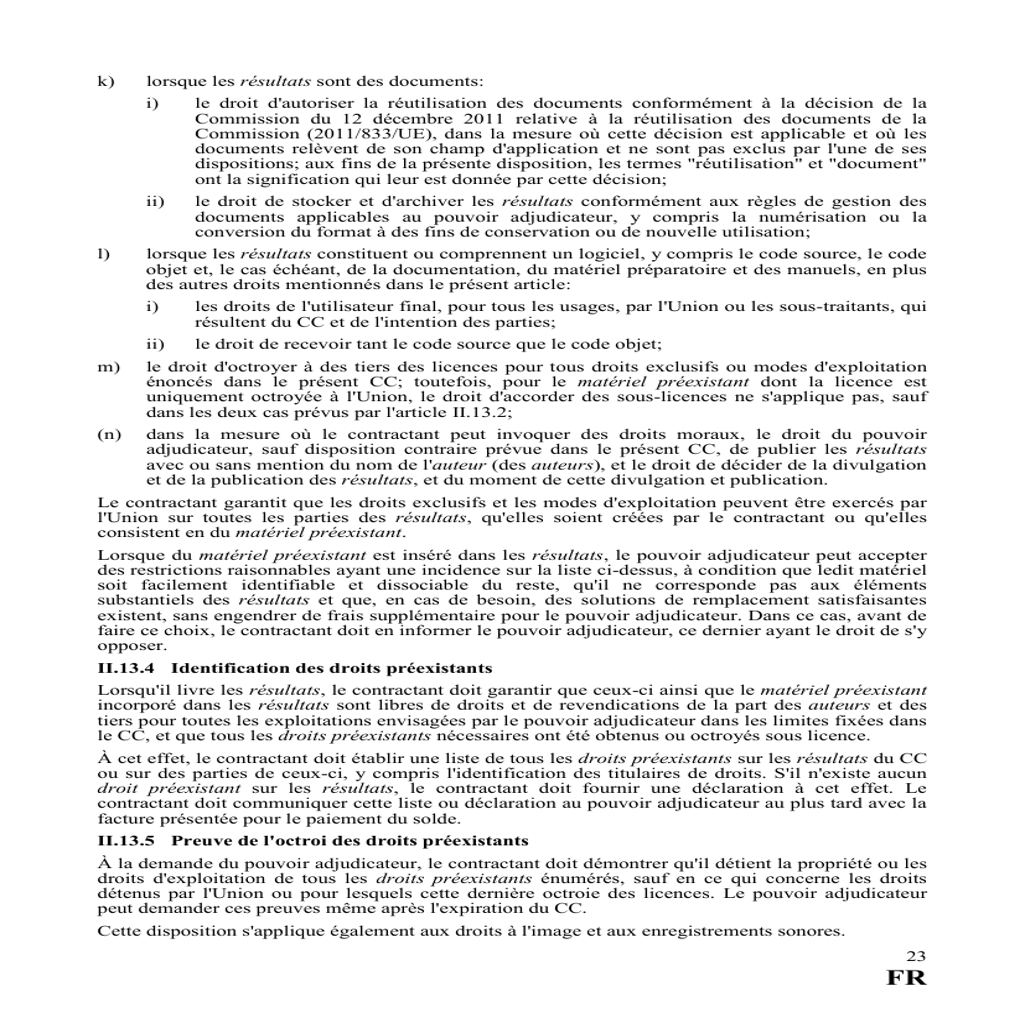 k) lorsque les résultats sont des documents:
i) le droit d'autoriser la réutilisation des documents conformément à la décision de la
Commission du 12 décembre 2011 relative à la réutilisation des documents de la
Commission (2011/833/UE), dans la mesure où cette décision est applicable et où les
documents relèvent de son champ d'application et ne sont pas exclus par l'une de ses
dispositions; aux fins de la présente disposition, les termes "réutilisation" et "document"
ont la signification qui leur est donnée par cette décision;
ii) le droit de stocker et d'archiver les résultats conformément aux règles de gestion des
documents applicables au pouvoir adjudicateur, y compris la numérisation ou la
conversion du format à des fins de conservation ou de nouvelle utilisation;
l) lorsque les résultats constituent ou comprennent un logiciel, y compris le code source, le code
objet et, le cas échéant, de la documentation, du matériel préparatoire et des manuels, en plus
des autres droits mentionnés dans le présent article:
i) les droits de l'utilisateur final, pour tous les usages, par l'Union ou les sous-traitants, qui
résultent du CC et de l'intention des parties;
ii) le droit de recevoir tant le code source que le code objet;
m) le droit d'octroyer à des tiers des licences pour tous droits exclusifs ou modes d'exploitation
énoncés dans le présent CC; toutefois, pour le matériel préexistant dont la licence est
uniquement octroyée à l'Union, le droit d'accorder des sous-licences ne s'applique pas, sauf
dans les deux cas prévus par l'article II.13.2;
(n) dans la mesure où le contractant peut invoquer des droits moraux, le droit du pouvoir
adjudicateur, sauf disposition contraire prévue dans le présent CC, de publier les résultats
avec ou sans mention du nom de l'auteur (des auteurs), et le droit de décider de la divulgation
et de la publication des résultats, et du moment de cette divulgation et publication.
Le contractant garantit que les droits exclusifs et les modes d'exploitation peuvent être exercés par
l'Union sur toutes les parties des résultats, qu'elles soient créées par le contractant ou qu'elles
consistent en du matériel préexistant.
Lorsque du matériel préexistant est inséré dans les résultats, le pouvoir adjudicateur peut accepter
des restrictions raisonnables ayant une incidence sur la liste ci-dessus, à condition que ledit matériel
soit facilement identifiable et dissociable du reste, qu'il ne corresponde pas aux éléments
substantiels des résultats et que, en cas de besoin, des solutions de remplacement satisfaisantes
existent, sans engendrer de frais supplémentaire pour le pouvoir adjudicateur. Dans ce cas, avant de
faire ce choix, le contractant doit en informer le pouvoir adjudicateur, ce dernier ayant le droit de s'y
opposer.
II.13.4 Identification des droits préexistants
Lorsqu'il livre les résultats, le contractant doit garantir que ceux-ci ainsi que le matériel préexistant
incorporé dans les résultats sont libres de droits et de revendications de la part des auteurs et des
tiers pour toutes les exploitations envisagées par le pouvoir adjudicateur dans les limites fixées dans
le CC, et que tous les droits préexistants nécessaires ont été obtenus ou octroyés sous licence.
À cet effet, le contractant doit établir une liste de tous les droits préexistants sur les résultats du CC
ou sur des parties de ceux-ci, y compris l'identification des titulaires de droits. S'il n'existe aucun
droit préexistant sur les résultats, le contractant doit fournir une déclaration à cet effet. Le
contractant doit communiquer cette liste ou déclaration au pouvoir adjudicateur au plus tard avec la
facture présentée pour le paiement du solde.
II.13.5 Preuve de l'octroi des droits préexistants
À la demande du pouvoir adjudicateur, le contractant doit démontrer qu'il détient la propriété ou les
droits d'exploitation de tous les droits préexistants énumérés, sauf en ce qui concerne les droits
détenus par l'Union ou pour lesquels cette dernière octroie des licences. Le pouvoir adjudicateur
peut demander ces preuves même après l'expiration du CC.
Cette disposition s'applique également aux droits à l'image et aux enregistrements sonores.
23
FR